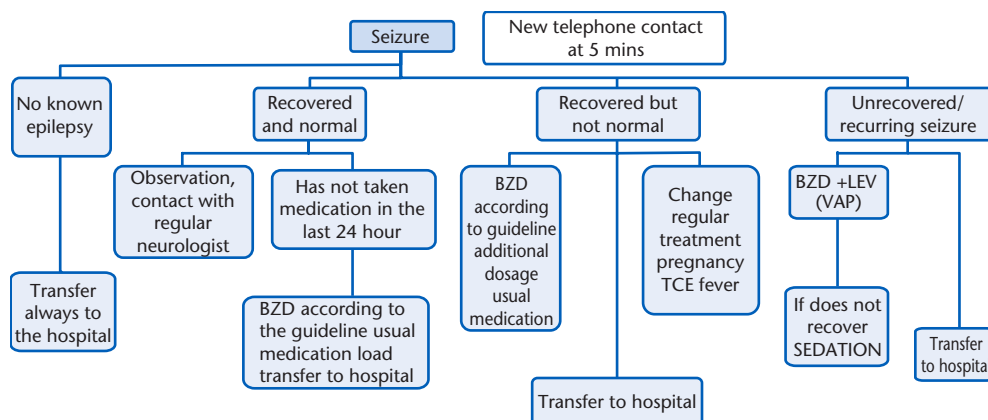 Seizure
New telephone contact
at 5 mins
No known
epilepsy
Recovered
and normal
Recovered but
not normal
Unrecovered/
recurring seizure
Observation,
contact with
regular
neurologist
Has not taken
medication in the
last 24 hour
BZD
according
to guideline
additional
dosage
usual
medication
Change
regular
treatment
pregnancy
TCE fever
BZD +LEV
(VAP)
Transfer
always to
the hospital
BZD according to
the guideline usual
medication load
transfer to hospital
Transfer to hospital
If does not
recover
SEDATION
Transfer
to hospital